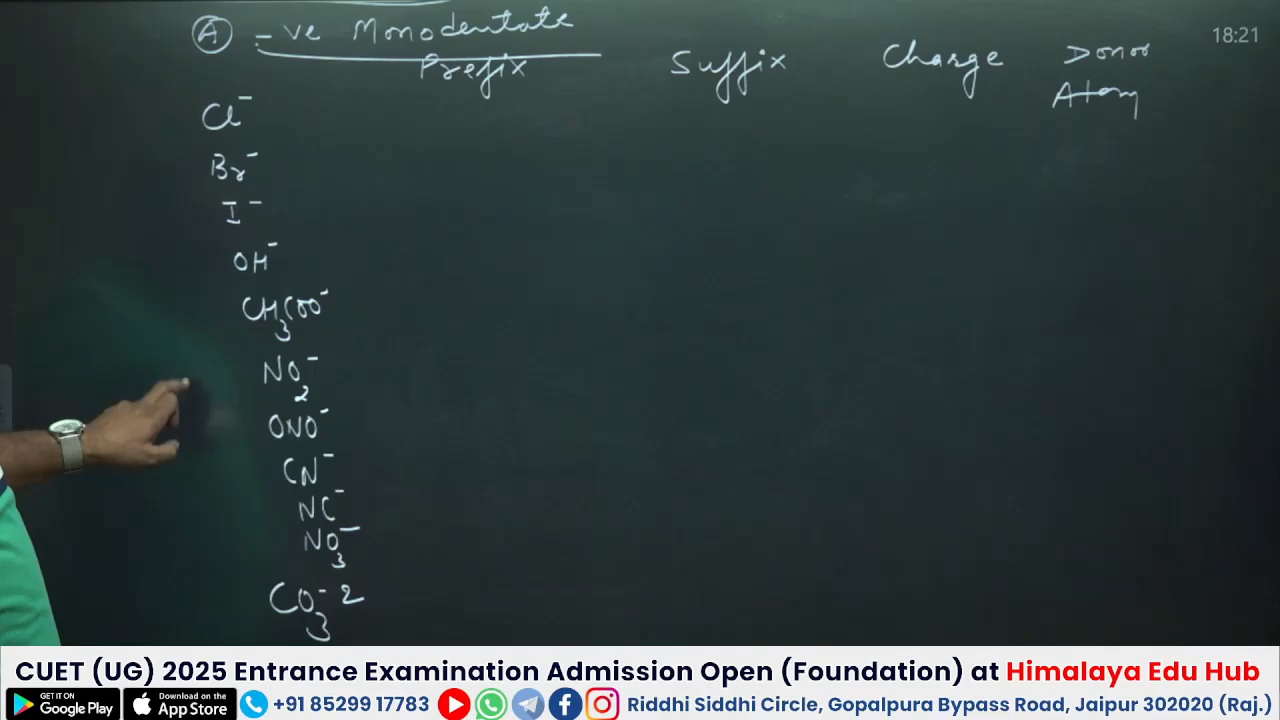 Ⓐ -ve Monodentate
18:21
Prefix Suffix Charge Donor Atom
Cl⁻
Br⁻
I⁻
OH⁻
CH₃COO⁻
NO₂⁻
ONO⁻
CN⁻
NC⁻
NO₃⁻
CO₃⁻²
CUET (UG) 2025 Entrance Examination Admission Open (Foundation) at Himalaya Edu Hub
GET IT ON Google Play Download on the App Store +91 85299 17783 Riddhi Siddhi Circle, Gopalpura Bypass Road, Jaipur 302020 (Raj.)